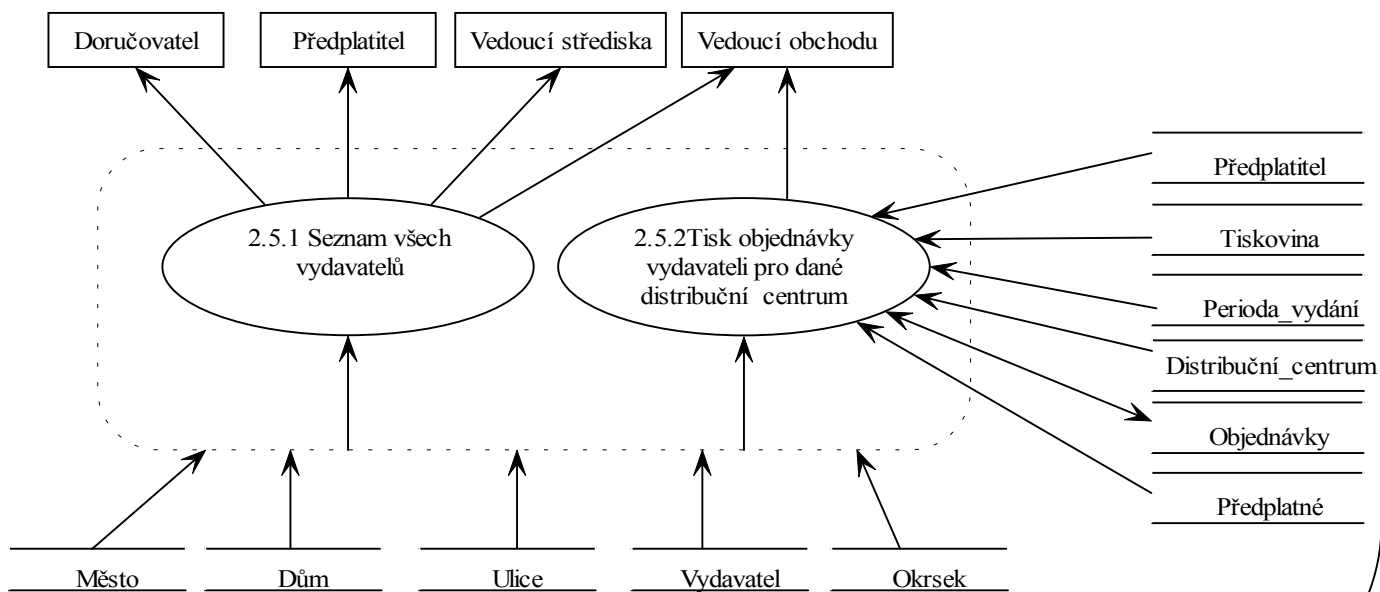 Doručovatel
Předplatitel
Vedoucí střediska
Vedoucí obchodu
2.5.1 Seznam všech
vydavatelů
2.5.2Tisk objednávky
vydavateli pro dané
distribuční centrum
Předplatitel
Tiskovina
Perioda_vydání
Distribuční_centrum
Objednávky
Předplatné
Město
Dům
Ulice
Vydavatel
Okrsek